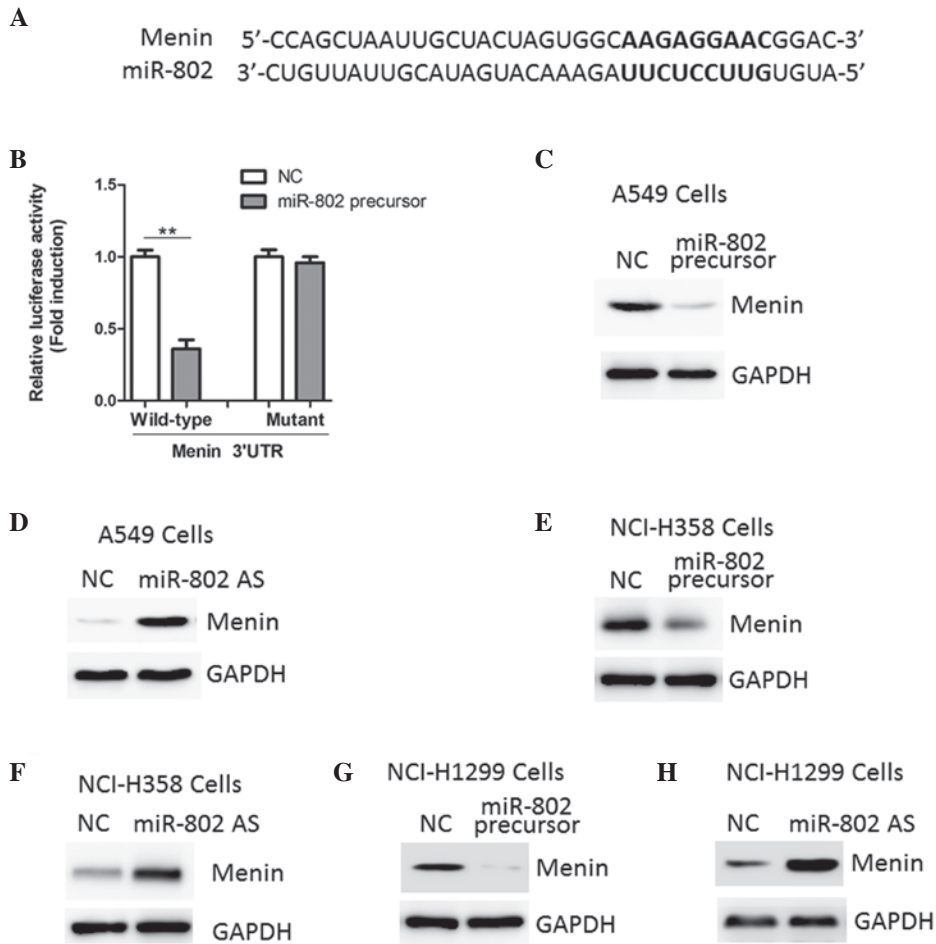 A
Menin 5′-CCAGCUAAUUGCUACUAGUGGCAAGAGGAACGGAC-3′
miR-802 3′-CUGUUAUUGCAUAGUACAAAGAUUCUCCUUGUGUA-5′
B
NC
miR-802 precursor
Relative luciferase activity
(Fold induction)
1.5
1.0
0.5
0.0
**
Wild-type Mutant
Menin 3'UTR
C
A549 Cells
NC miR-802
precursor
Menin
GAPDH
D
A549 Cells
NC miR-802 AS
Menin
GAPDH
E
NCI-H358 Cells
NC miR-802
precursor
Menin
GAPDH
F
NCI-H358 Cells
NC miR-802 AS
Menin
GAPDH
G
NCI-H1299 Cells
NC miR-802
precursor
Menin
GAPDH
H
NCI-H1299 Cells
NC miR-802 AS
Menin
GAPDH